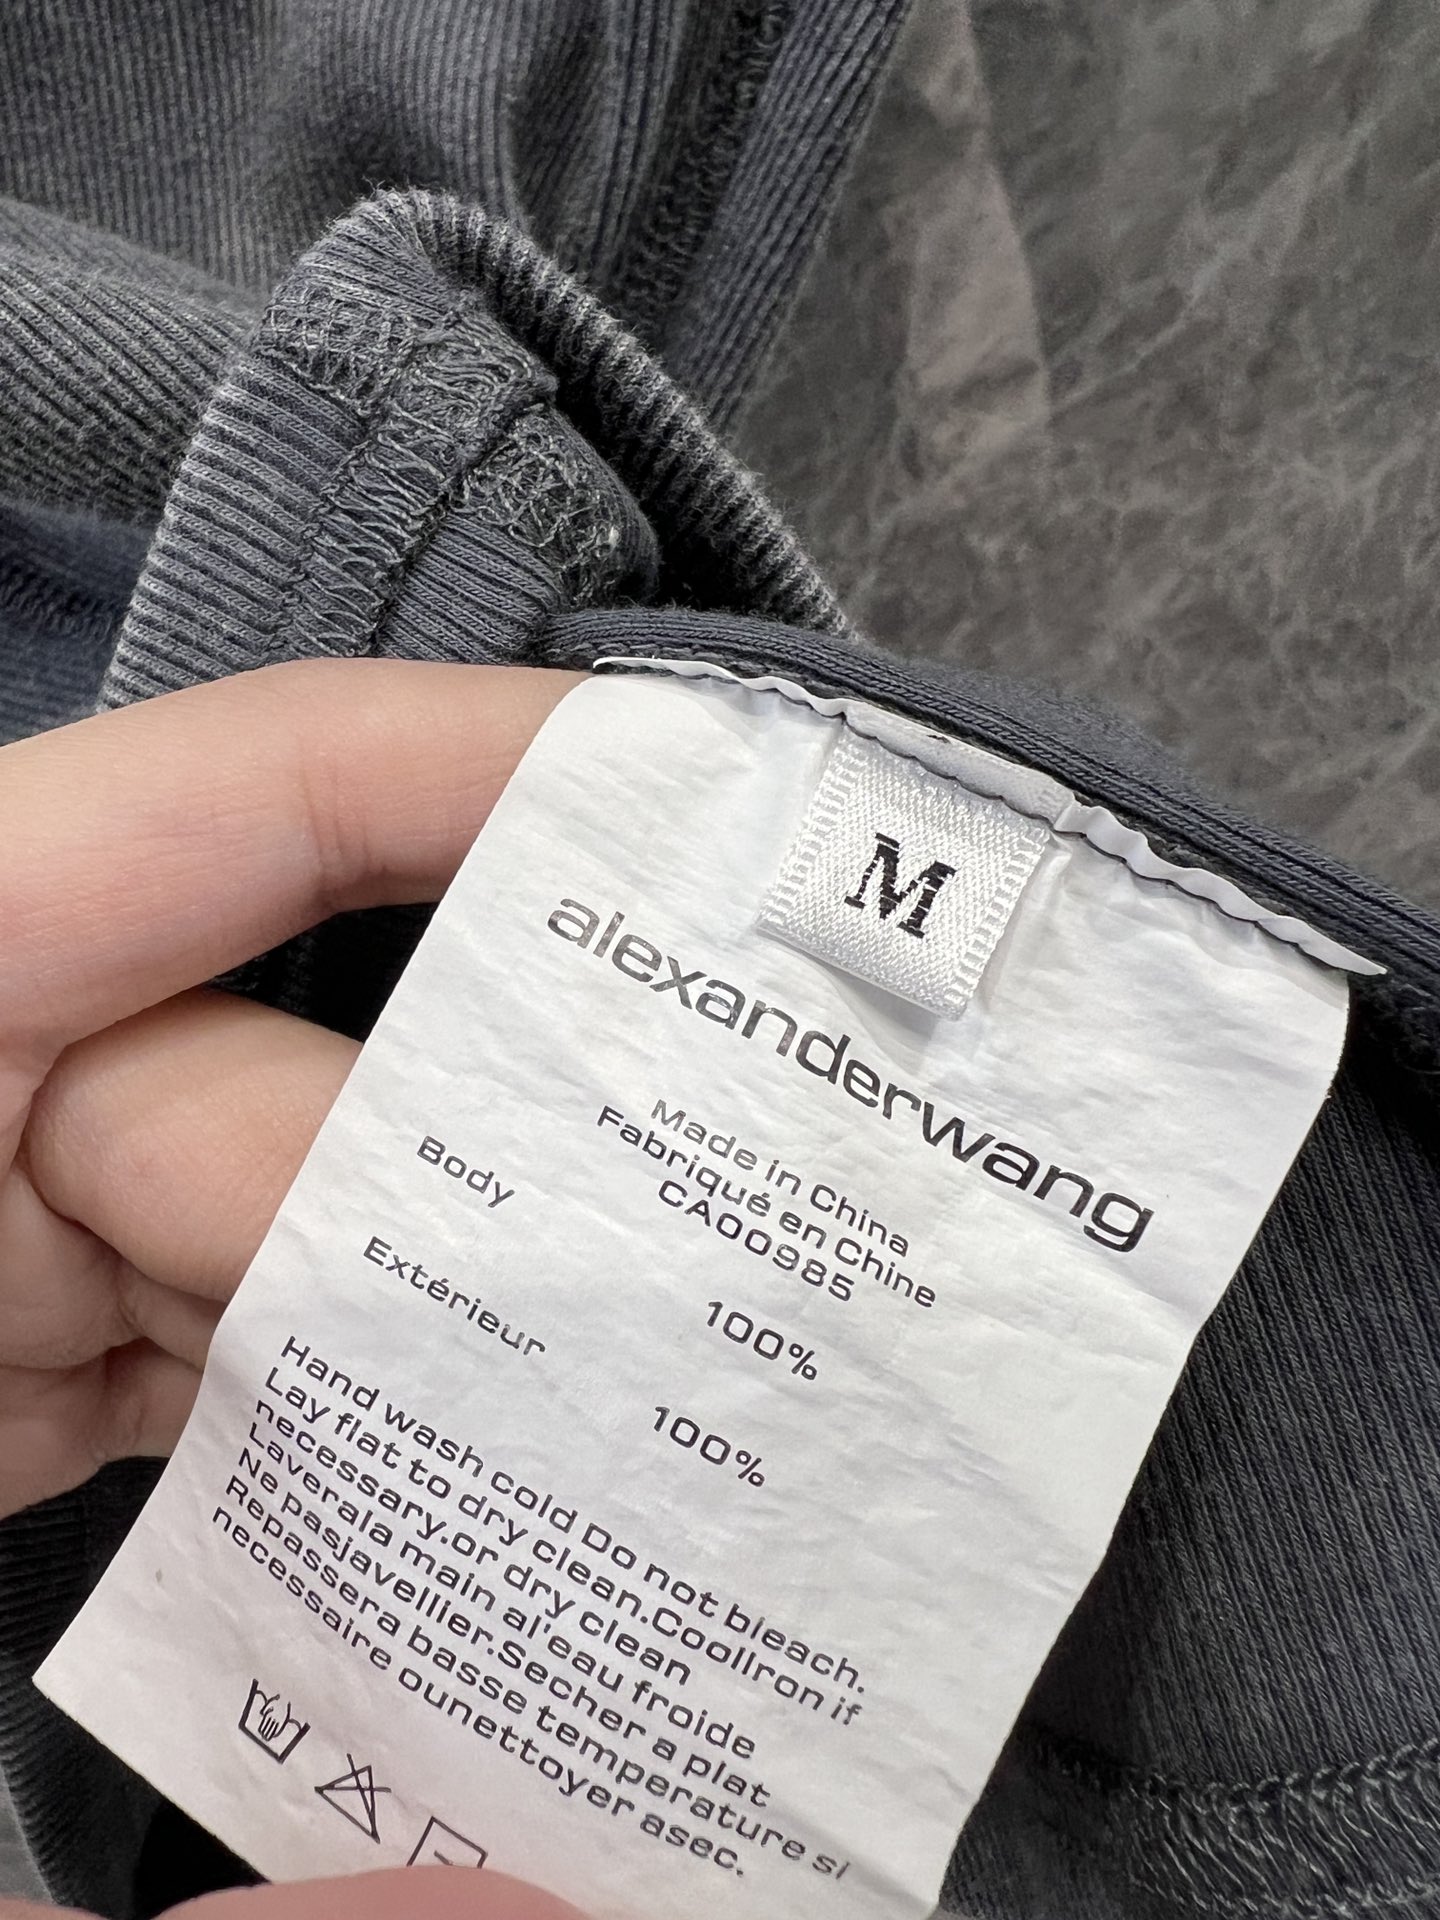 M
alexanderwang
Made in China
Fabriqué en Chine
CA00985
Body 100%
Extérieur 100%
Hand wash cold Do not bleach.
Lay flat to dry clean.Coollron if
necessary.or dry clean
Laverala main al'eau froide
Ne pasjavellier.Secher a plat
Repassera basse temperature si
necessaire ounettoyer asec.